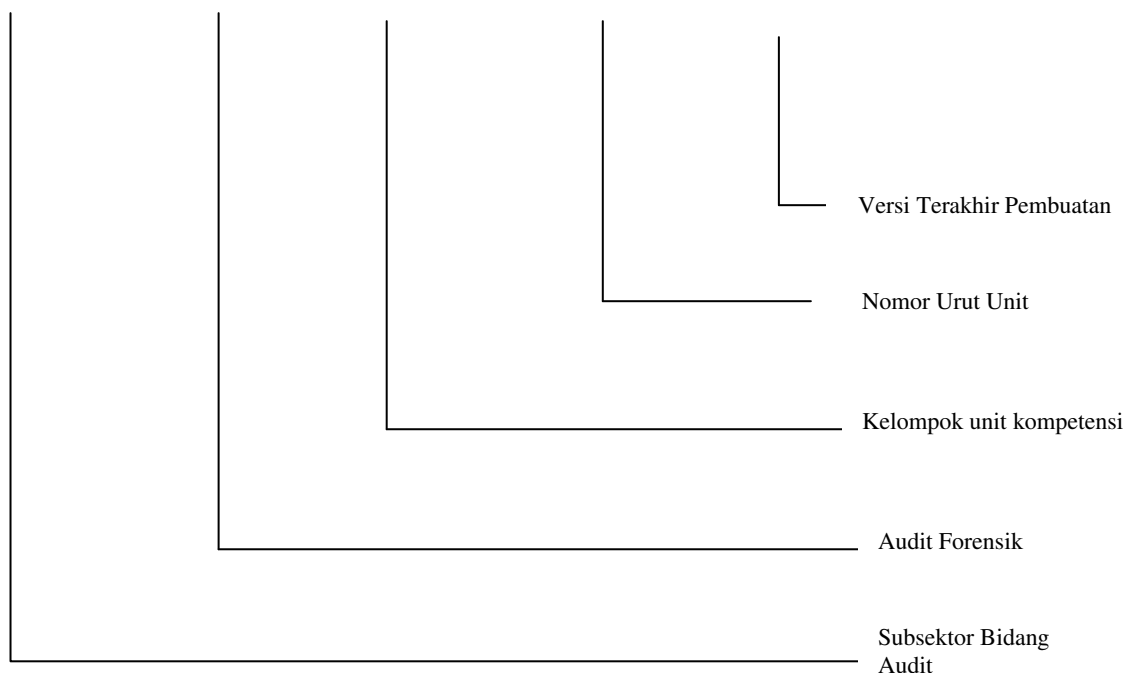 Versi Terakhir Pembuatan
Nomor Urut Unit
Kelompok unit kompetensi
Audit Forensik
Subsektor Bidang
Audit